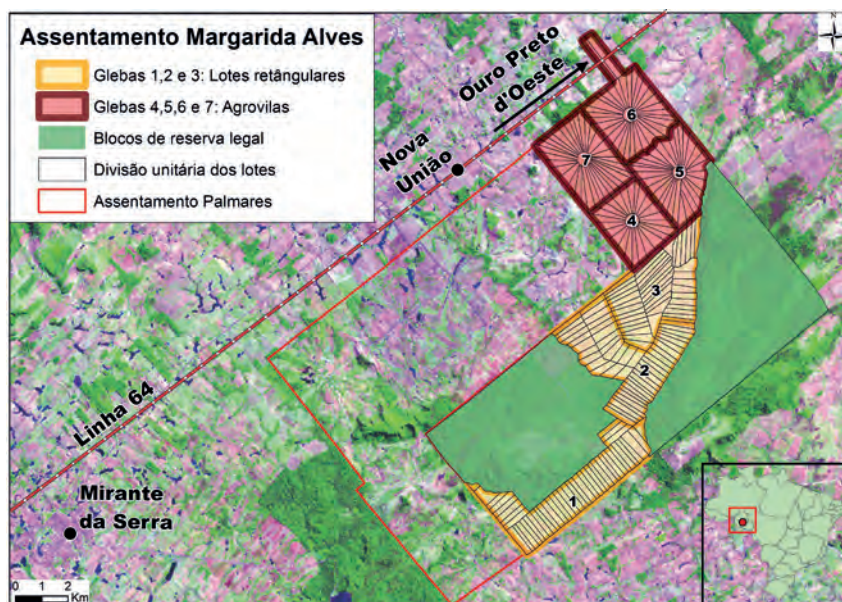 Assentamento Margarida Alves
Glebas 1,2 e 3: Lotes retângulares
Glebas 4,5,6 e 7: Agrovilas
Blocos de reserva legal
Divisão unitária dos lotes
Assentamento Palmares
N
Ouro Preto
d'Oeste
Nova
União
6
7
5
4
3
2
1
Linha 64
Mirante
da Serra
0 1 2
Km